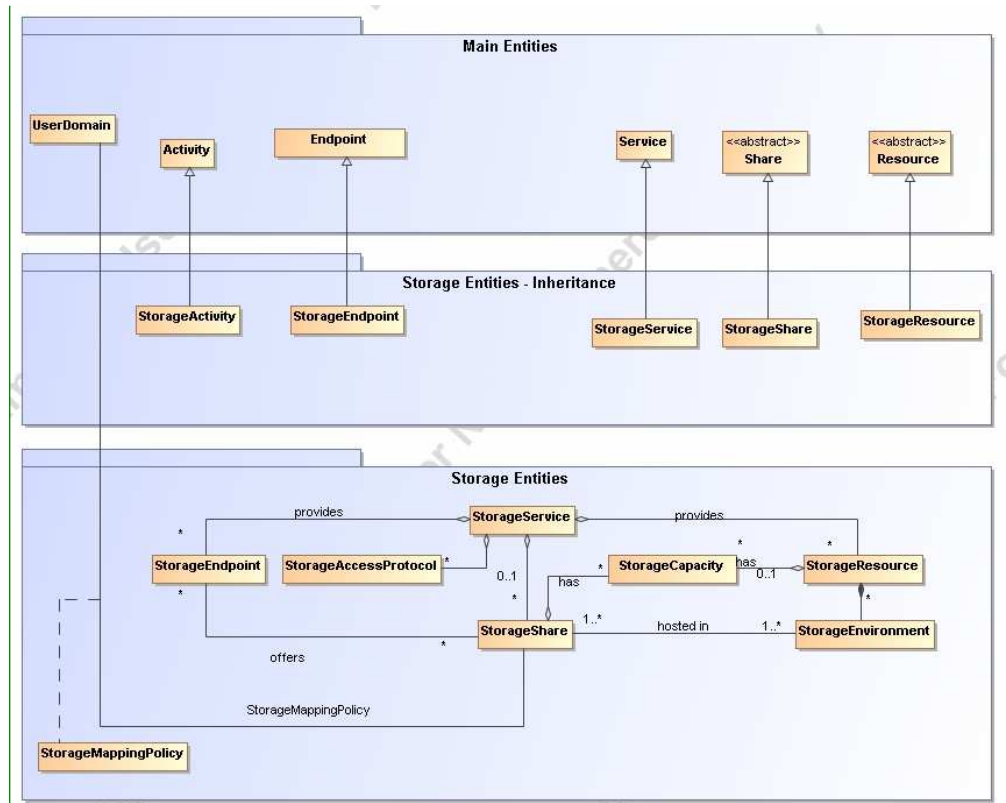 Main Entities
UserDomain
Activity
Endpoint
Service
<<abstract>>
Share
<<abstract>>
Resource
Storage Entities - Inheritance
StorageActivity
StorageEndpoint
StorageService
StorageShare
StorageResource
Storage Entities
provides
StorageService
provides
*
*
*
*
StorageEndpoint
StorageAccessProtocol
StorageCapacity
has
StorageResource
*
0..1
has
*
0..1
*
*
StorageShare
1..*
hosted in
1..*
StorageEnvironment
*
offers
StorageMappingPolicy
StorageMappingPolicy